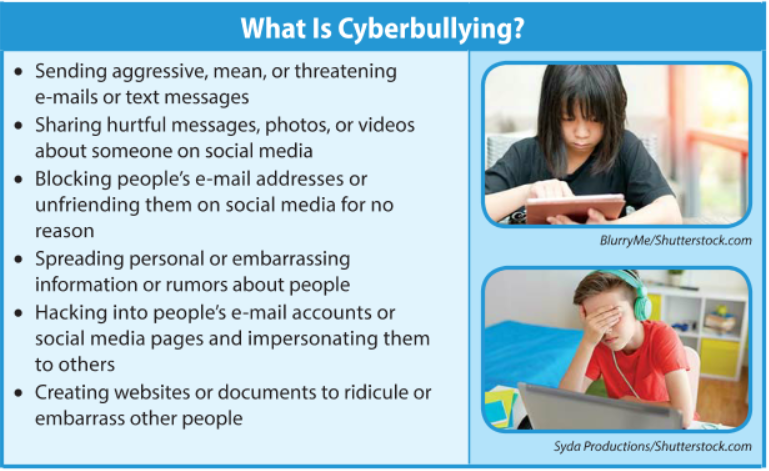 What Is Cyberbullying?
• Sending aggressive, mean, or threatening
e-mails or text messages
• Sharing hurtful messages, photos, or videos
about someone on social media
• Blocking people's e-mail addresses or
unfriending them on social media for no
reason
• Spreading personal or embarrassing
information or rumors about people
• Hacking into people's e-mail accounts or
social media pages and impersonating them
to others
• Creating websites or documents to ridicule or
embarrass other people
BlurryMe/Shutterstock.com
Syda Productions/Shutterstock.com